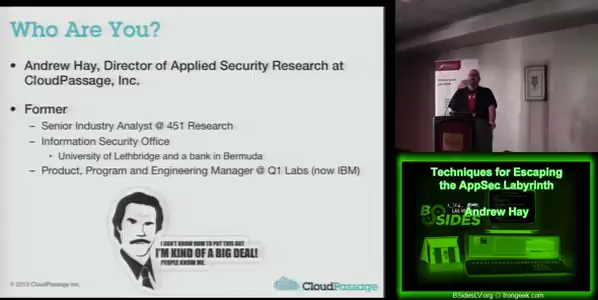 Who Are You?
• Andrew Hay, Director of Applied Security Research at
CloudPassage, Inc.
• Former
– Senior Industry Analyst @ 451 Research
– Information Security Office
• University of Lethbridge and a bank in Bermuda
– Product, Program and Engineering Manager @ Q1 Labs (now IBM)
I DON'T KNOW HOW TO PUT THIS BUT
I'M KIND OF A BIG DEAL!
PEOPLE KNOW ME.
© 2013 CloudPassage Inc.
CloudPassage
Techniques for Escaping
the AppSec Labyrinth
Andrew Hay
BSIDES
LAS
BSidesLV.org
Irongeek.com